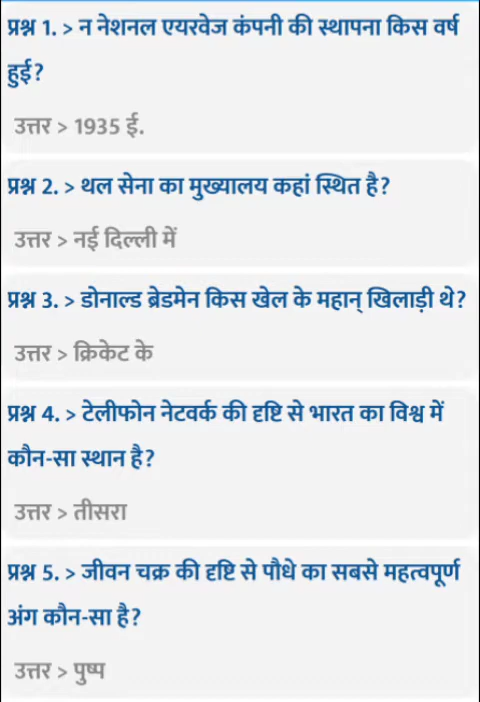 प्रश्न 1. > न नेशनल एयरवेज कंपनी की स्थापना किस वर्ष
हुई?
उत्तर > 1935 ई.
प्रश्न 2. > थल सेना का मुख्यालय कहां स्थित है?
उत्तर > नई दिल्ली में
प्रश्न 3. > डोनाल्ड ब्रेडमेन किस खेल के महान् खिलाड़ी थे?
उत्तर > क्रिकेट के
प्रश्न 4. > टेलीफोन नेटवर्क की दृष्टि से भारत का विश्व में
कौन-सा स्थान है?
उत्तर > तीसरा
प्रश्न 5. > जीवन चक्र की दृष्टि से पौधे का सबसे महत्वपूर्ण
अंग कौन-सा है?
उत्तर > पुष्प